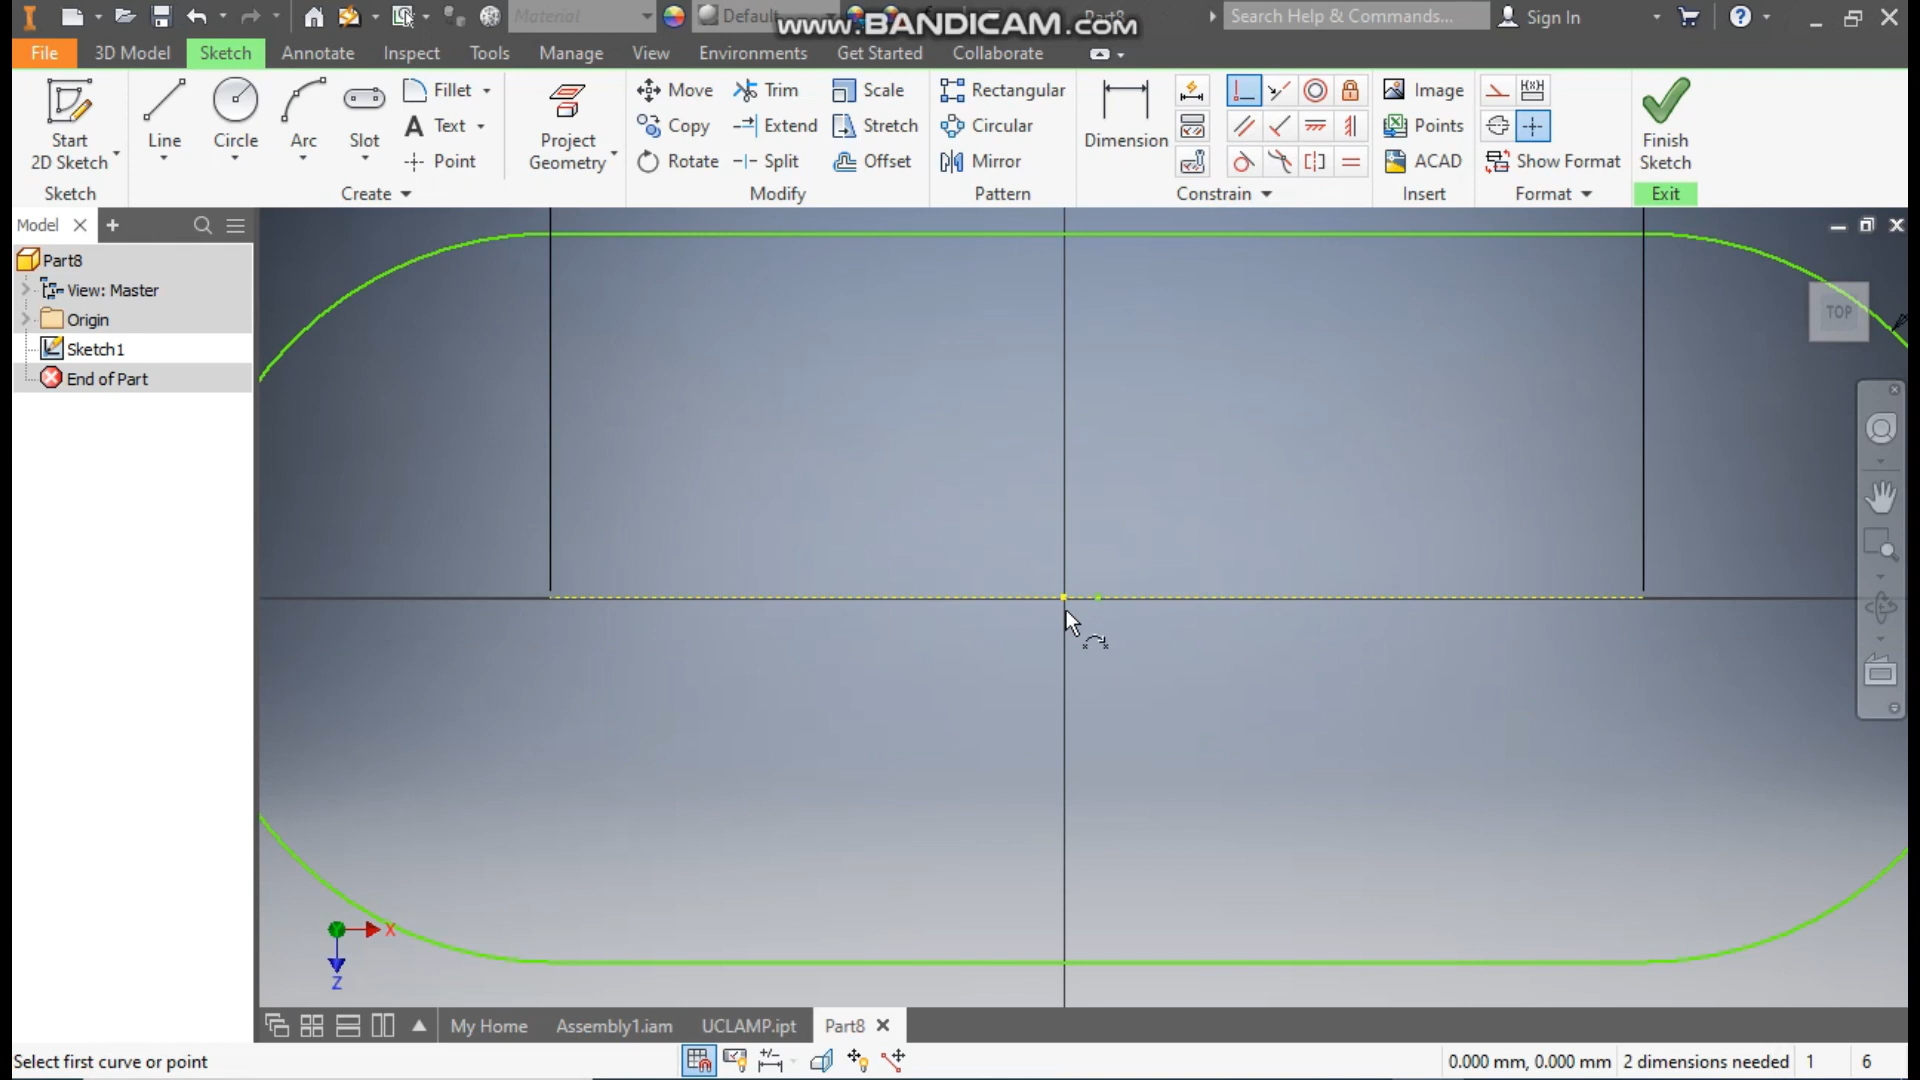 Material
Default
www.BANDICAM.com
Part8
Search Help & Commands...
Sign In
File
3D Model
Sketch
Annotate
Inspect
Tools
Manage
View
Environments
Get Started
Collaborate
Start
2D Sketch
Line
Circle
Arc
Slot
Fillet
Text
Point
Project
Geometry
Move
Copy
Rotate
Trim
Extend
Split
Scale
Stretch
Offset
Rectangular
Circular
Mirror
Dimension
Image
Points
ACAD
Show Format
Finish
Sketch
Sketch
Create
Modify
Pattern
Constrain
Insert
Format
Exit
Model
Part8
View: Master
Origin
Sketch1
End of Part
TOP
X
Z
My Home
Assembly1.iam
UCLAMP.ipt
Part8
Select first curve or point
0.000 mm, 0.000 mm
2 dimensions needed
1
6